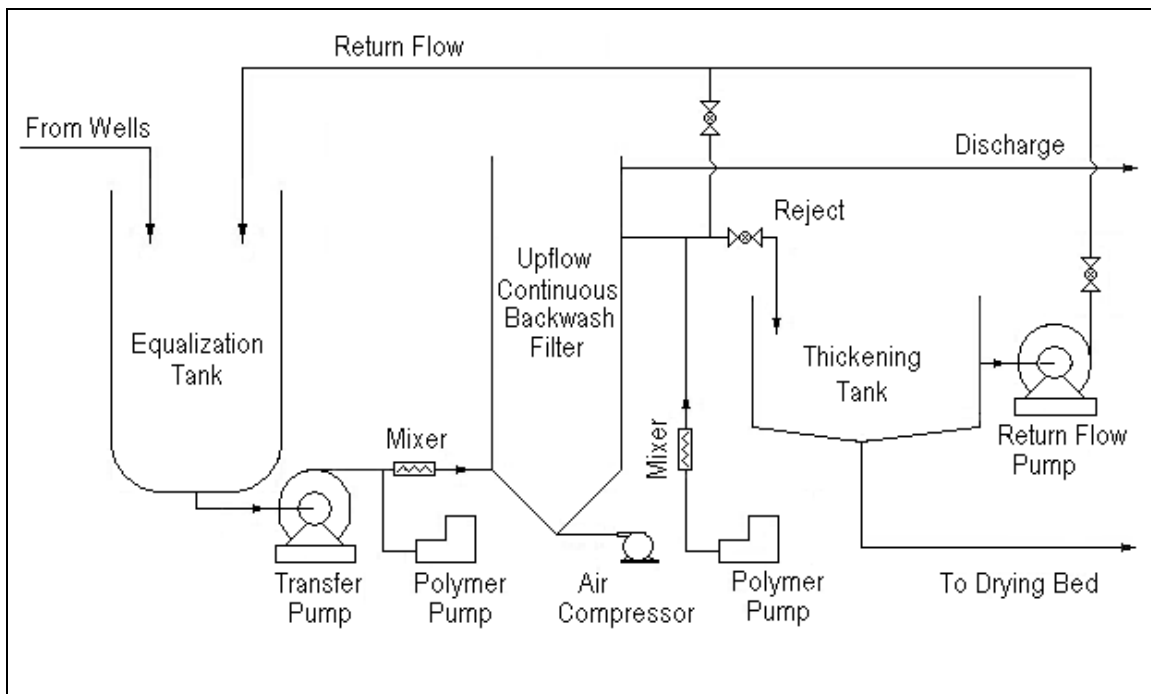 Return Flow
From Wells
Discharge
Reject
Upflow
Continuous
Backwash
Filter
Equalization
Tank
Thickening
Tank
Mixer
Mixer
Return Flow
Pump
Transfer
Pump
Polymer
Pump
Air
Compressor
Polymer
Pump
To Drying Bed